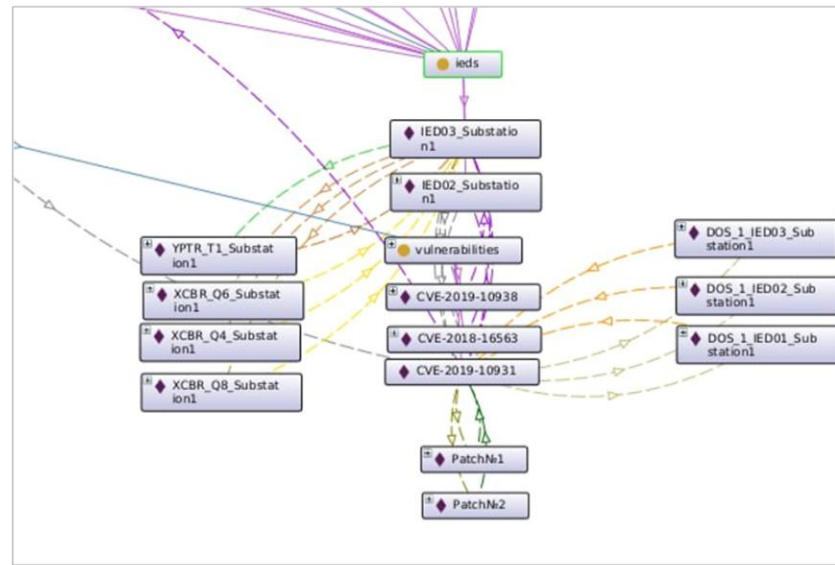 ieds
IED03_Substatio
n1
IED02_Substatio
n1
YPTR_T1_Substat
ion1
vulnerabilities
DOS_1_IED03_Sub
station1
XCBR_Q6_Substat
ion1
CVE-2019-10938
DOS_1_IED02_Sub
station1
XCBR_Q4_Substat
ion1
CVE-2018-16563
DOS_1_IED01_Sub
station1
CVE-2019-10931
XCBR_Q8_Substat
ion1
Patch№1
Patch№2